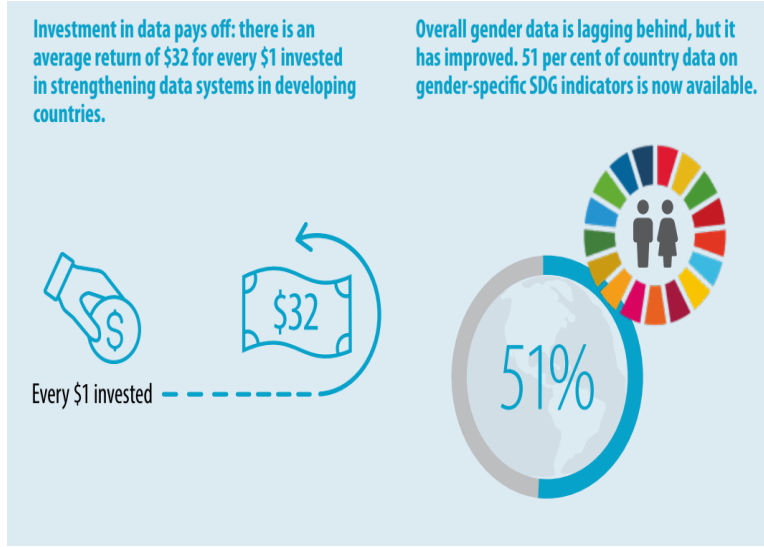 Investment in data pays off: there is an
average return of $32 for every $1 invested
in strengthening data systems in developing
countries.
Overall gender data is lagging behind, but it
has improved. 51 per cent of country data on
gender-specific SDG indicators is now available.
$
$32
Every $1 invested
51%